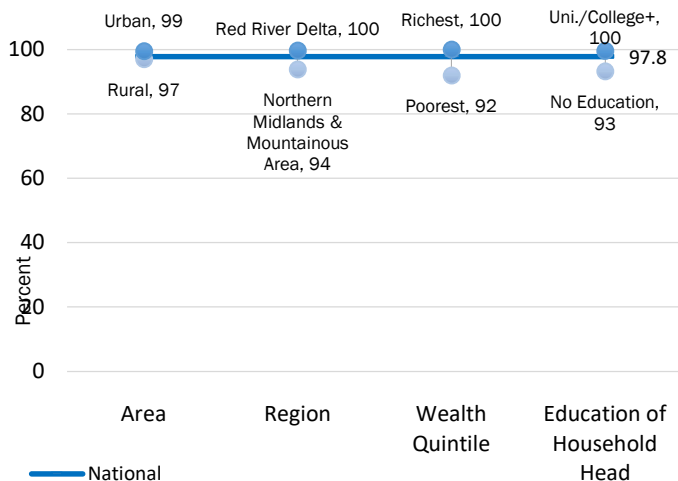 Urban, 99
Red River Delta, 100
Richest, 100
Uni./College+,
100
97.8
Rural, 97
Northern
Midlands &
Mountainous
Area, 94
Poorest, 92
No Education,
93
100
80
60
40
20
0
Percent
Area
Region
Wealth
Quintile
Education of
Household
Head
National